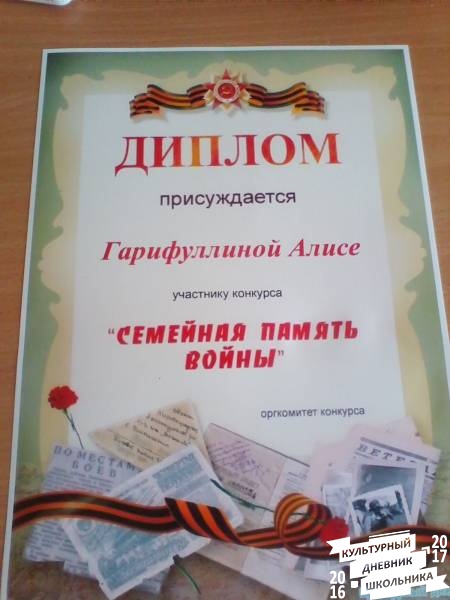 ДИПЛОМ
присуждается
Гарифуллиной Алисе
участнику конкурса
"СЕМЕЙНАЯ ПАМЯТЬ
ВОЙНЫ"
оргкомитет конкурса
ПО МЕСТАМ
БОЕВ
ВЕТЕРА
КУЛЬТУРНЫЙ
ДНЕВНИК
ШКОЛЬНИКА
2016
2017